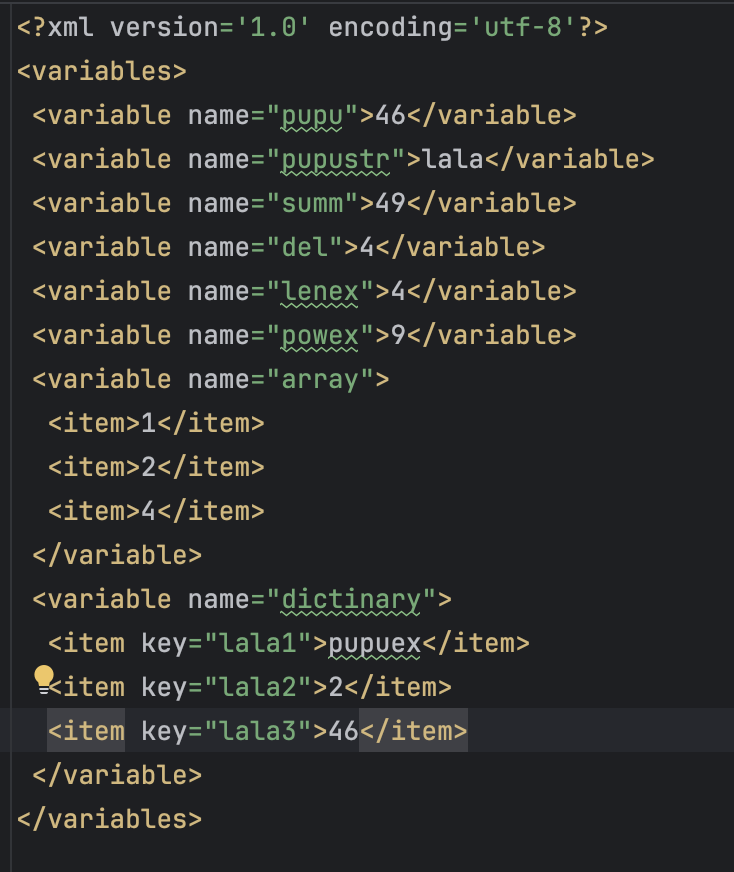 <?xml version='1.0' encoding='utf-8'?>
<variables>
 <variable name="pupu">46</variable>
 <variable name="pupustr">lala</variable>
 <variable name="summ">49</variable>
 <variable name="del">4</variable>
 <variable name="lenex">4</variable>
 <variable name="powex">9</variable>
 <variable name="array">
  <item>1</item>
  <item>2</item>
  <item>4</item>
 </variable>
 <variable name="dictinary">
  <item key="lala1">pupuex</item>
  <item key="lala2">2</item>
  <item key="lala3">46</item>
 </variable>
</variables>